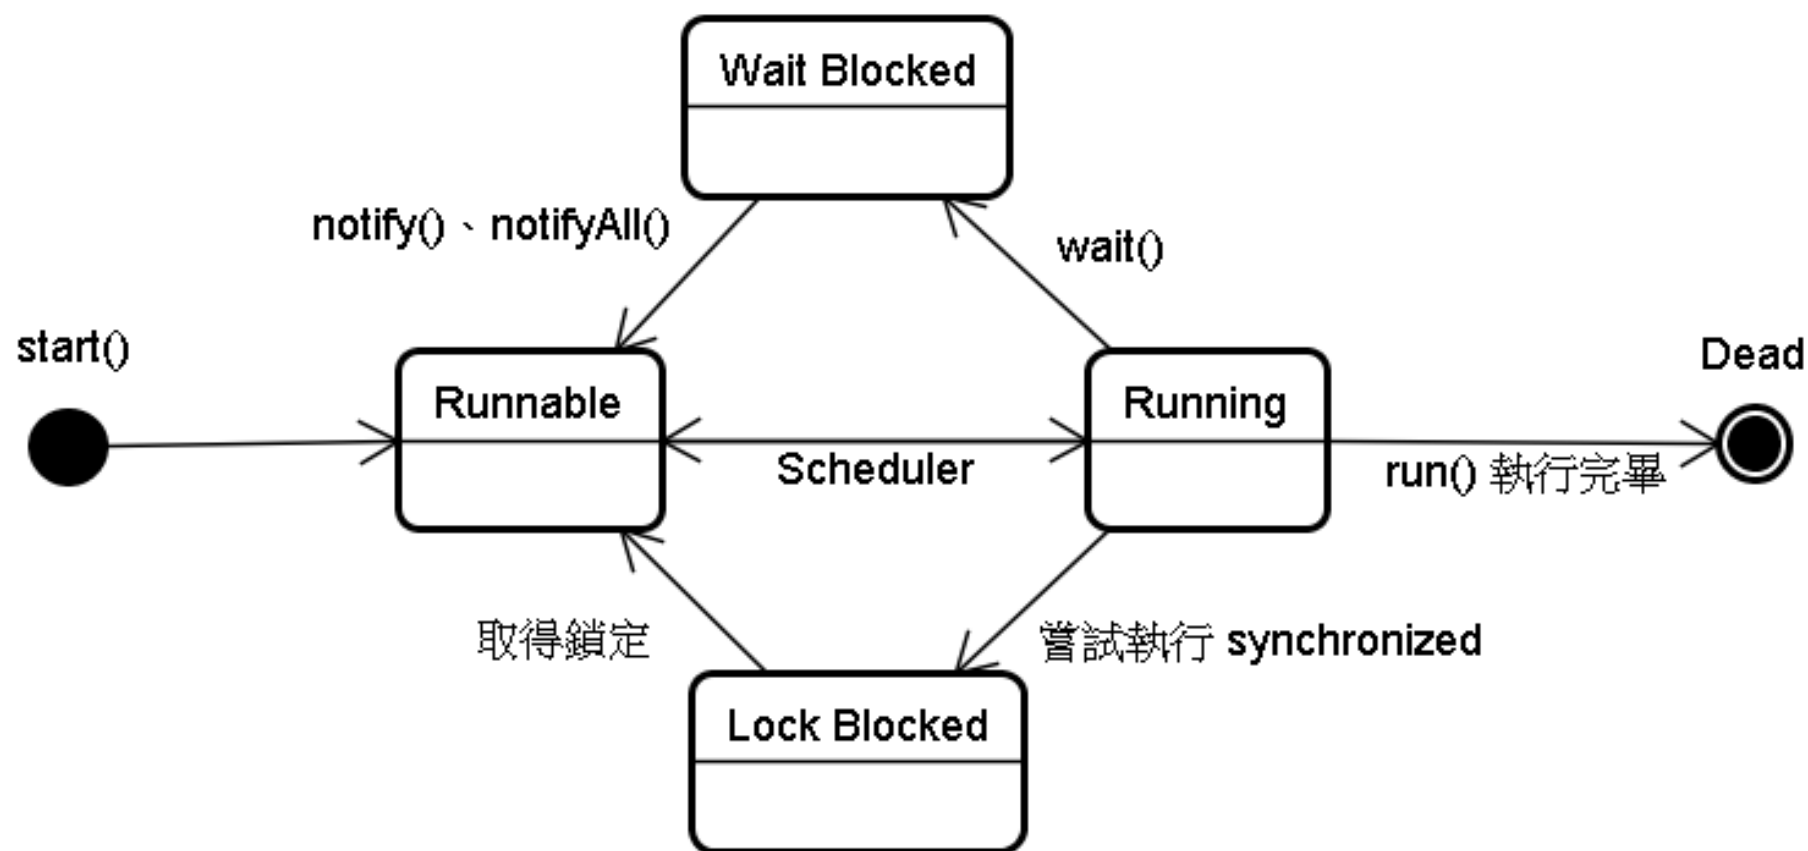 Wait Blocked
notify()、notifyAll()
wait()
start()
Dead
Runnable
Running
Scheduler
run() 執行完畢
取得鎖定
嘗試執行 synchronized
Lock Blocked